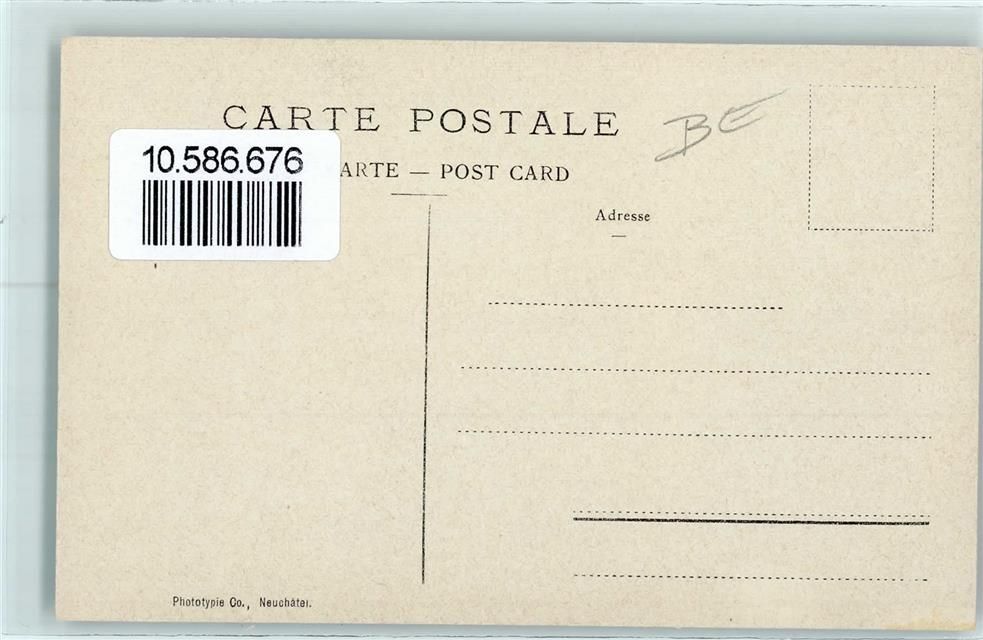 CARTE POSTALE
BE
10.586.676
ARTE — POST CARD
Adresse
Phototypie Co., Neuchâtel.